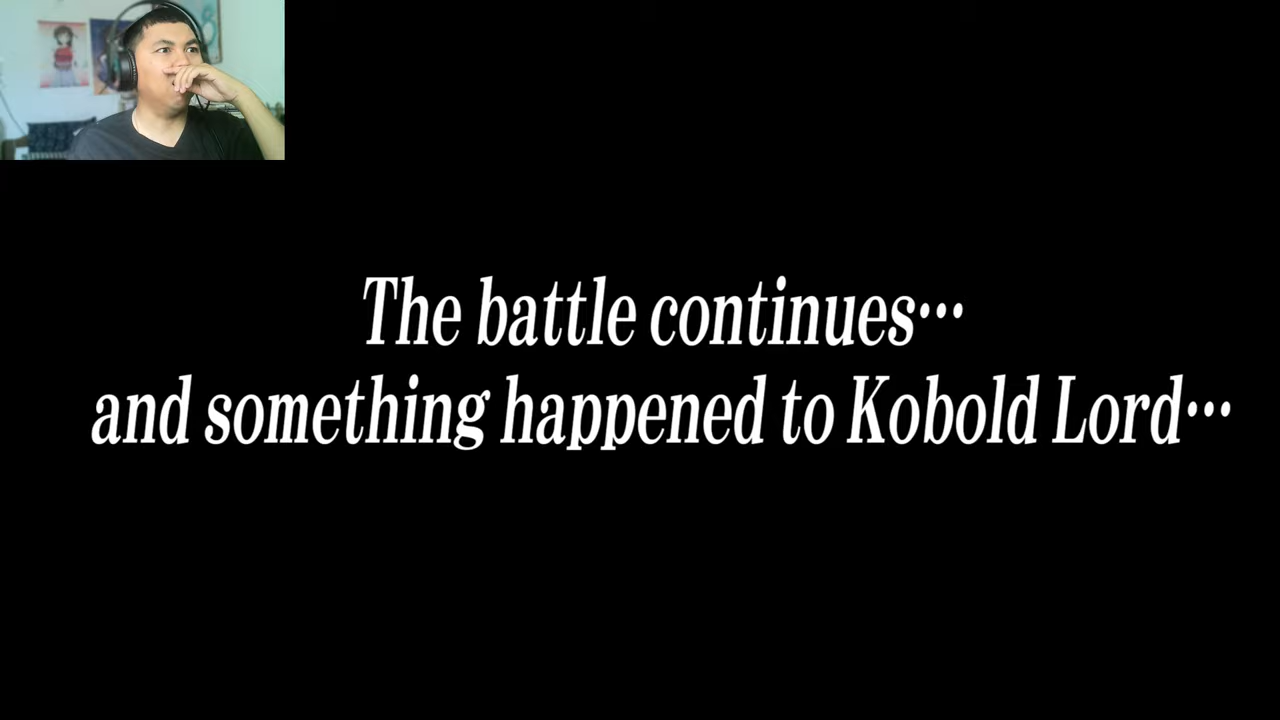 The battle continues…
and something happened to Kobold Lord…